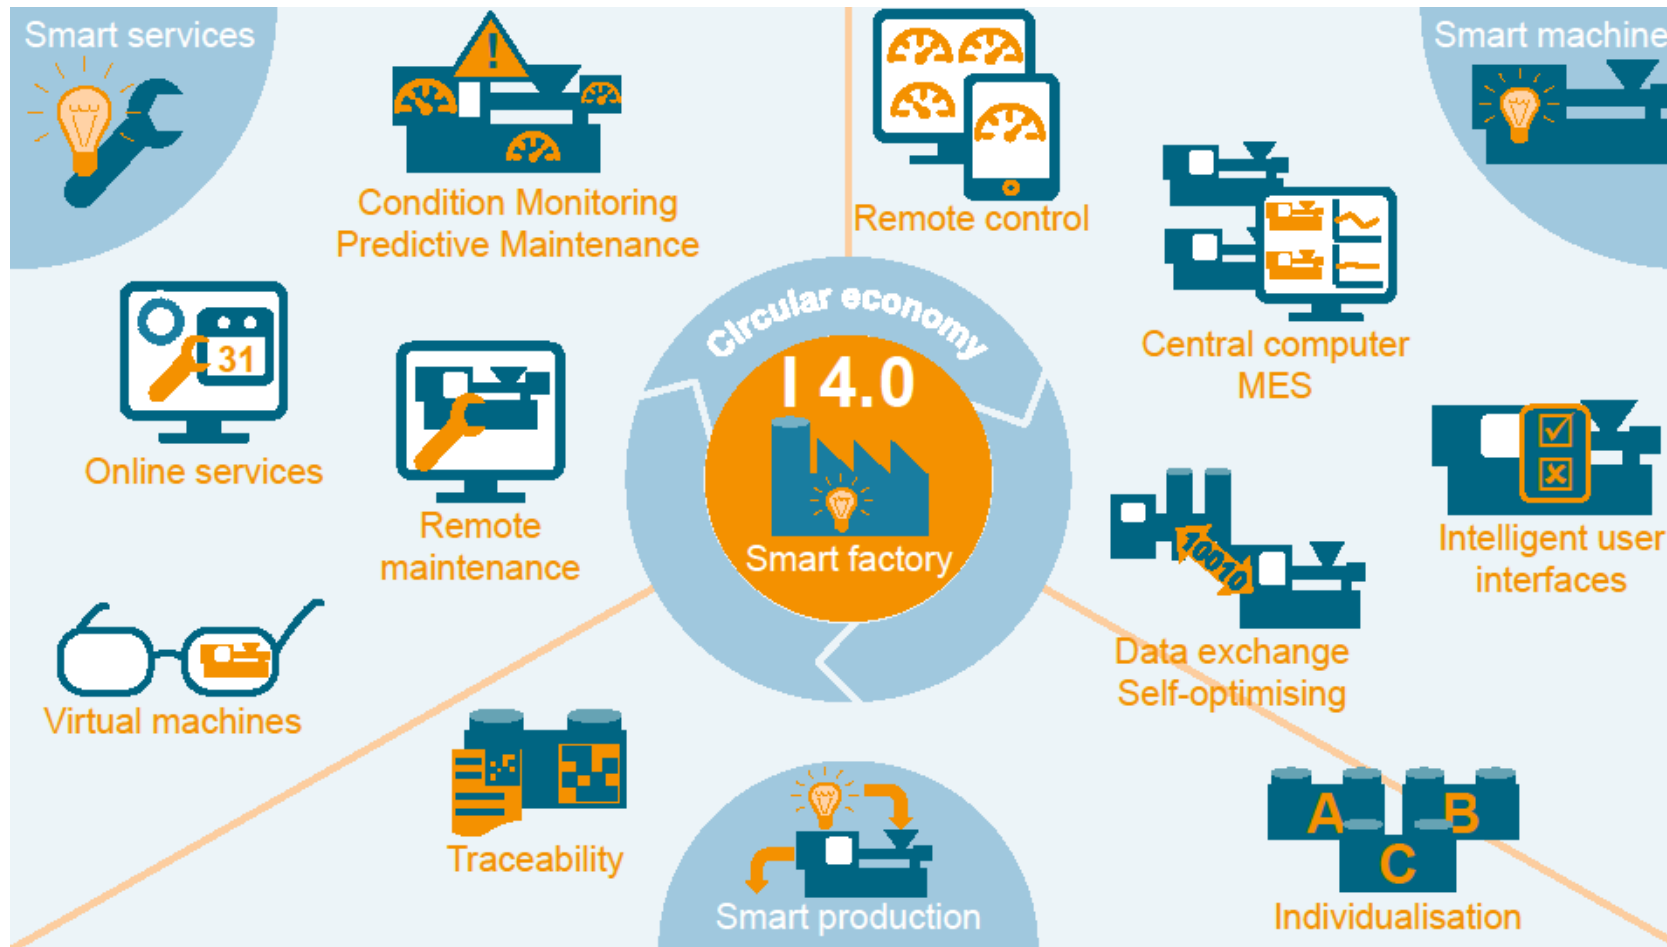 Smart services
Condition Monitoring
Predictive Maintenance
Remote control
Smart machine
Central computer
MES
31
Online services
Remote
maintenance
Virtual machines
Circular economy
I 4.0
Smart factory
Intelligent user
interfaces
10010
Data exchange
Self-optimising
Traceability
Smart production
A
B
C
Individualisation